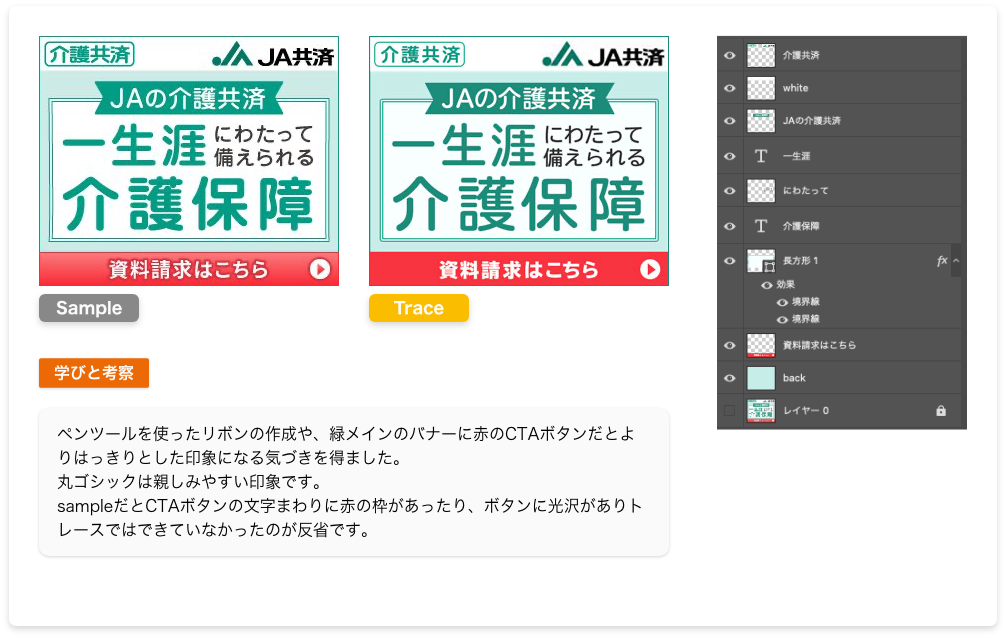 介護共済
JA共済
JAの介護共済
一生涯
にわたって
備えられる
介護保障
資料請求はこちら
Sample
介護共済
JA共済
JAの介護共済
一生涯
にわたって
備えられる
介護保障
資料請求はこちら
Trace
学びと考察
ペンツールを使ったリボンの作成や、緑メインのバナーに赤のCTAボタンだとよ
りはっきりとした印象になる気づきを得ました。
丸ゴシックは親しみやすい印象です。
sampleだとCTAボタンの文字まわりに赤の枠があったり、ボタンに光沢がありト
レースではできていなかったのが反省です。
介護共済
white
JAの介護共済
T 一生涯
にわたって
T 介護保障
長方形 1 fx
効果
境界線
境界線
資料請求はこちら
back
レイヤー 0